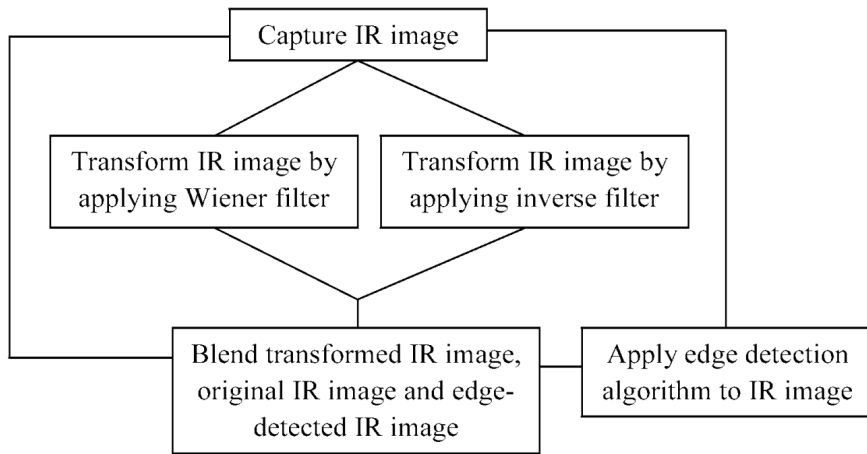 Capture IR image
Transform IR image by
applying Wiener filter
Transform IR image by
applying inverse filter
Blend transformed IR image,
original IR image and edge-
detected IR image
Apply edge detection
algorithm to IR image